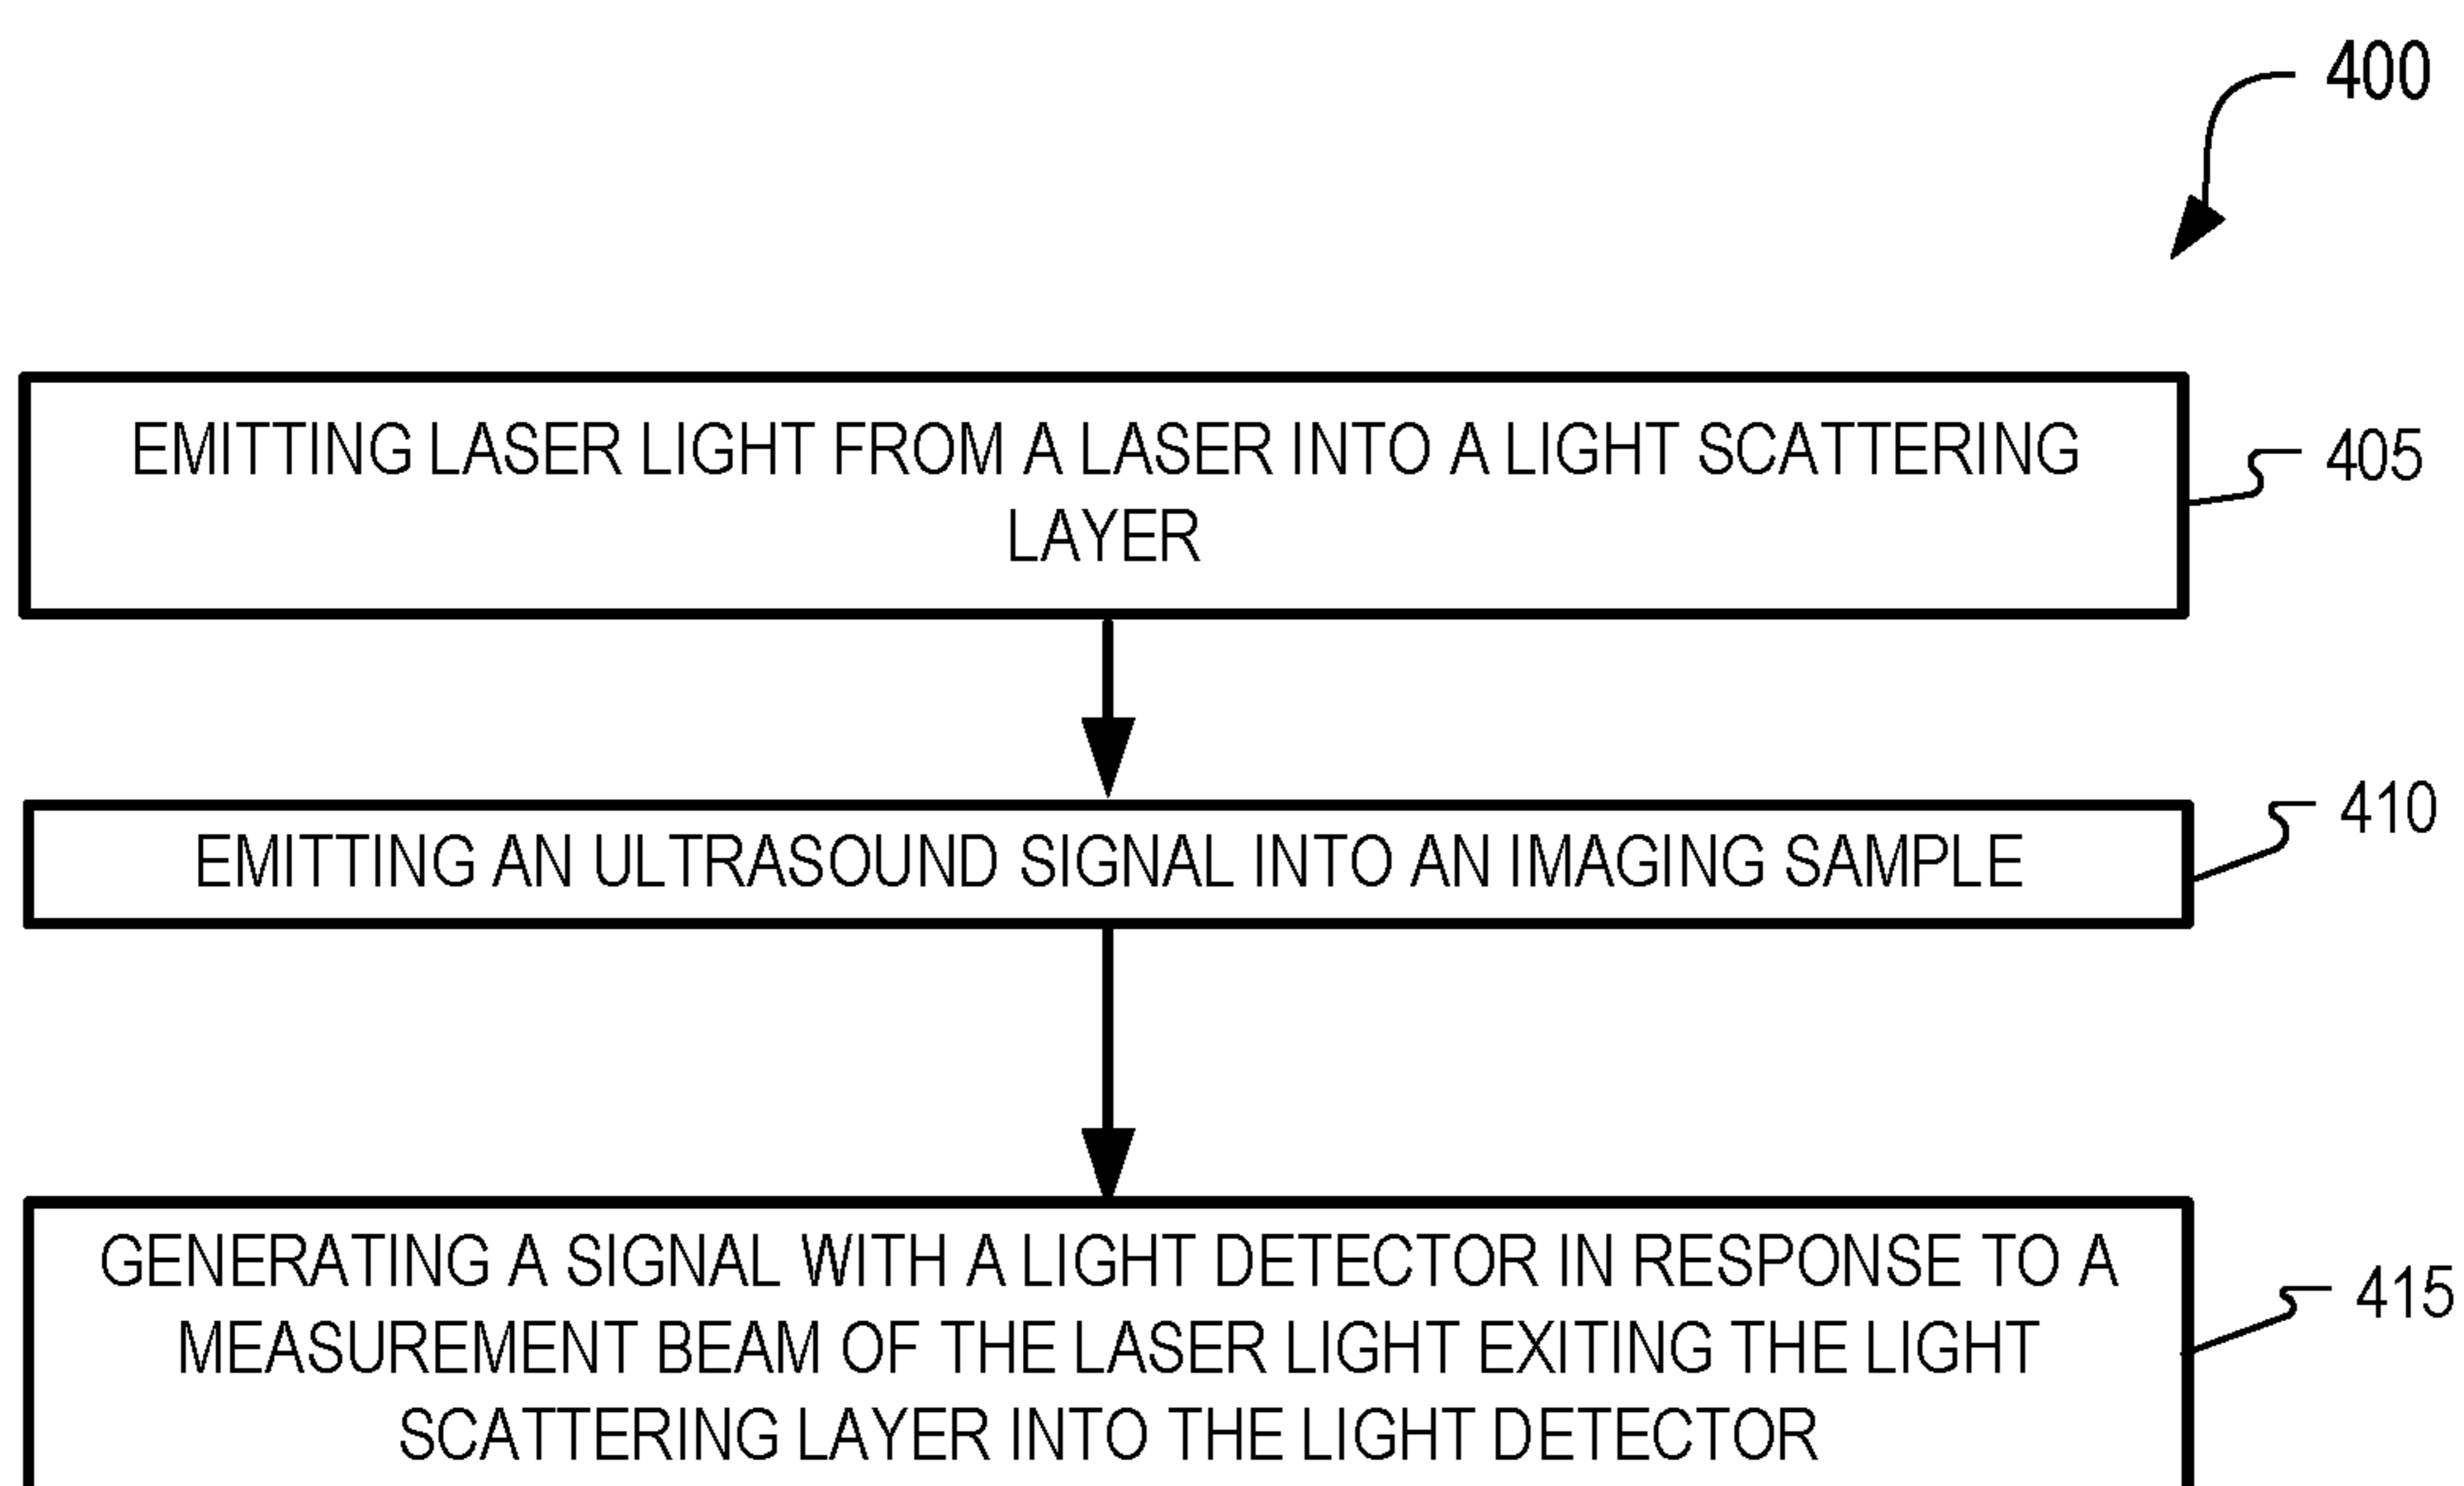 400
EMITTING LASER LIGHT FROM A LASER INTO A LIGHT SCATTERING
LAYER
405
EMITTING AN ULTRASOUND SIGNAL INTO AN IMAGING SAMPLE
410
GENERATING A SIGNAL WITH A LIGHT DETECTOR IN RESPONSE TO A
MEASUREMENT BEAM OF THE LASER LIGHT EXITING THE LIGHT
SCATTERING LAYER INTO THE LIGHT DETECTOR
415